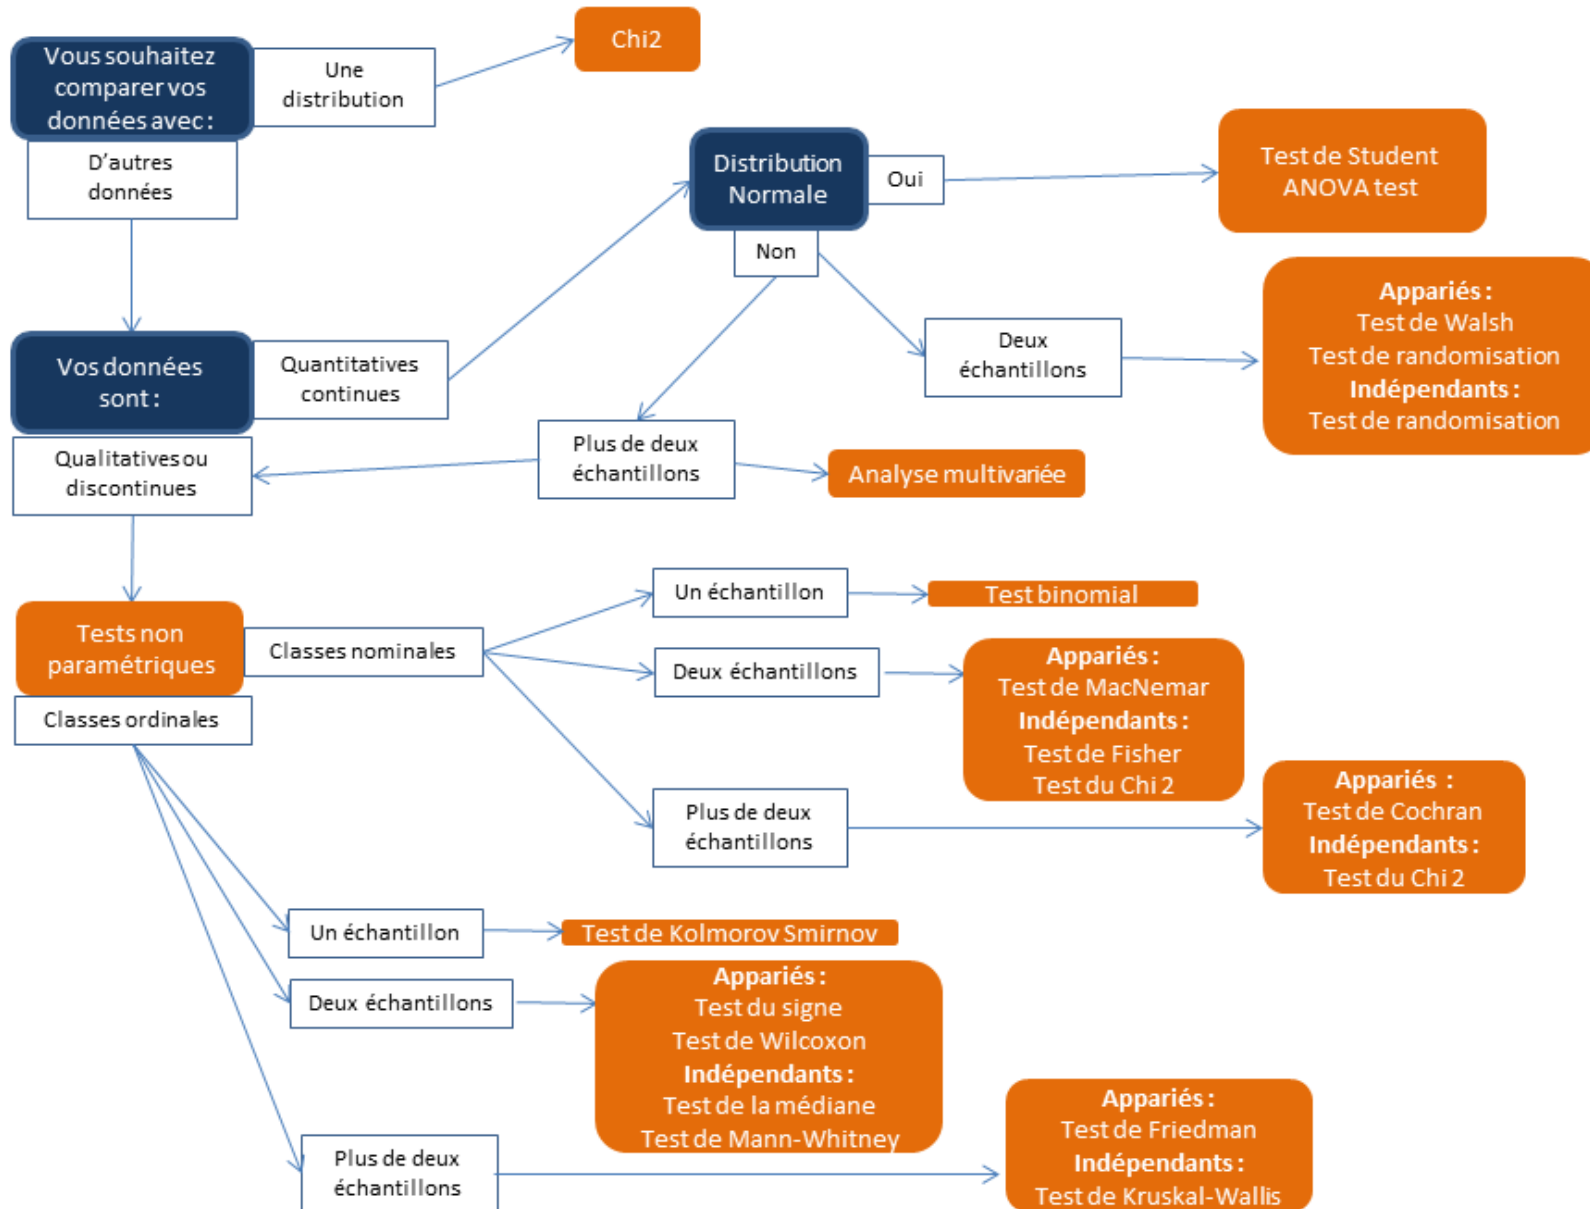 Vous souhaitez
comparer vos
données avec :
Une
distribution
Chi2
D'autres
données
Distribution
Normale
Oui
Non
Test de Student
ANOVA test
Vos données
sont :
Quantitatives
continues
Deux
échantillons
Appariés :
Test de Walsh
Test de randomisation
Indépendants :
Test de randomisation
Qualitatives ou
discontinues
Plus de deux
échantillons
Analyse multivariée
Tests non
paramétriques
Classes nominales
Classes ordinales
Un échantillon
Test binomial
Deux échantillons
Appariés :
Test de MacNemar
Indépendants :
Test de Fisher
Test du Chi 2
Plus de deux
échantillons
Appariés :
Test de Cochran
Indépendants :
Test du Chi 2
Un échantillon
Test de Kolmorov Smirnov
Deux échantillons
Appariés :
Test du signe
Test de Wilcoxon
Indépendants :
Test de la médiane
Test de Mann-Whitney
Plus de deux
échantillons
Appariés :
Test de Friedman
Indépendants :
Test de Kruskal-Wallis